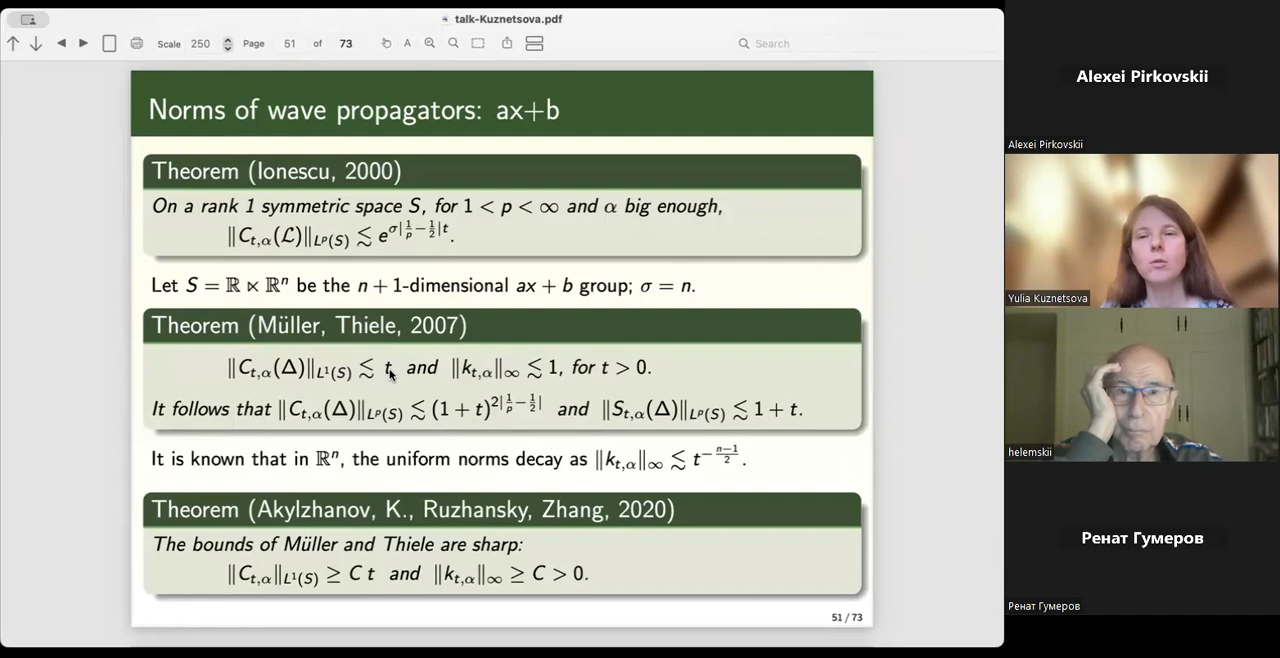 talk-Kuznetsova.pdf
Scale 250 Page 51 of 73 A Search
Norms of wave propagators: ax+b
Theorem (Ionescu, 2000)
On a rank 1 symmetric space S, for 1 < p < ∞ and α big enough,
‖C_{t,α}(ℒ)‖_{L^p(S)} ≲ e^{σ|1/p − 1/2|t}.
Let S = ℝ ⋉ ℝ^n be the n + 1-dimensional ax + b group; σ = n.
Theorem (Müller, Thiele, 2007)
‖C_{t,α}(Δ)‖_{L^1(S)} ≲ t and ‖k_{t,α}‖_∞ ≲ 1, for t > 0.
It follows that ‖C_{t,α}(Δ)‖_{L^p(S)} ≲ (1 + t)^{2|1/p − 1/2|} and ‖S_{t,α}(Δ)‖_{L^p(S)} ≲ 1 + t.
It is known that in ℝ^n, the uniform norms decay as ‖k_{t,α}‖_∞ ≲ t^{−(n−1)/2}.
Theorem (Akylzhanov, K., Ruzhansky, Zhang, 2020)
The bounds of Müller and Thiele are sharp:
‖C_{t,α}‖_{L^1(S)} ≥ C t and ‖k_{t,α}‖_∞ ≥ C > 0.
51 / 73
Alexei Pirkovskii
Alexei Pirkovskii
Yulia Kuznetsova
helemskii
Ренат Гумеров
Ренат Гумеров